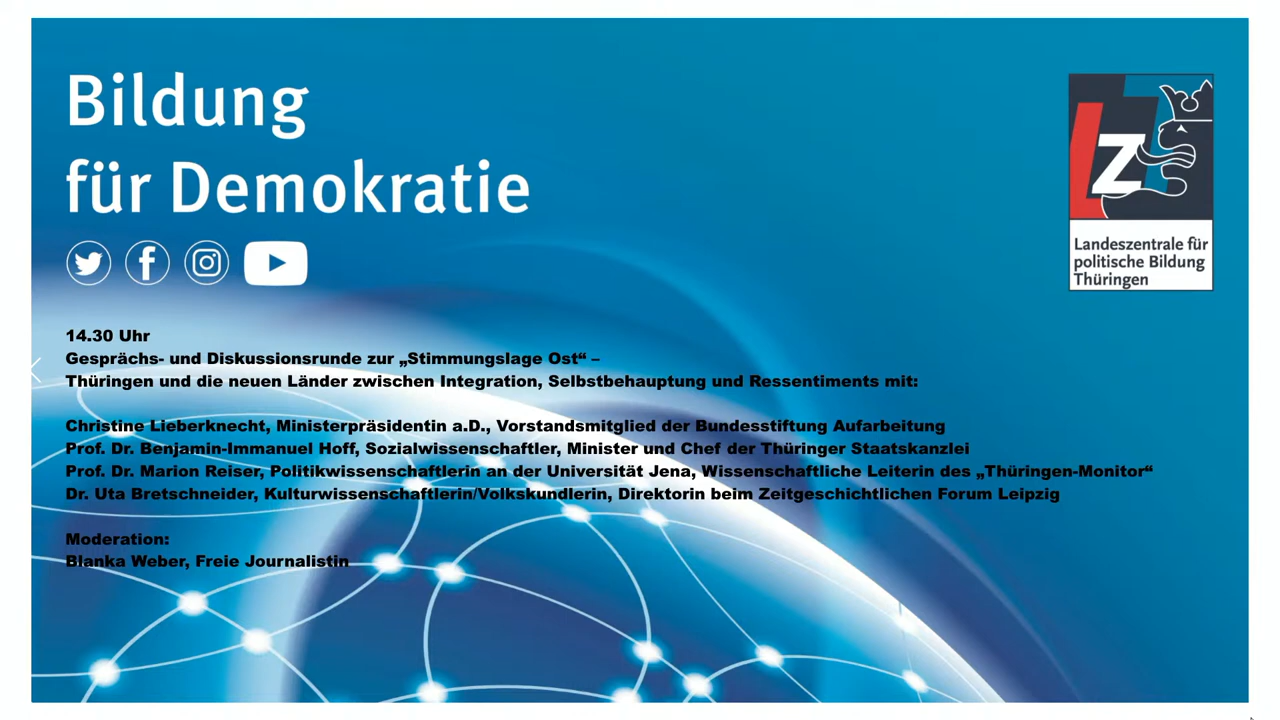 Bildung
für Demokratie
LZ
Landeszentrale für
politische Bildung
Thüringen
14.30 Uhr
Gesprächs- und Diskussionsrunde zur „Stimmungslage Ost“ –
Thüringen und die neuen Länder zwischen Integration, Selbstbehauptung und Ressentiments mit:
Christine Lieberknecht, Ministerpräsidentin a.D., Vorstandsmitglied der Bundesstiftung Aufarbeitung
Prof. Dr. Benjamin-Immanuel Hoff, Sozialwissenschaftler, Minister und Chef der Thüringer Staatskanzlei
Prof. Dr. Marion Reiser, Politikwissenschaftlerin an der Universität Jena, Wissenschaftliche Leiterin des „Thüringen-Monitor“
Dr. Uta Bretschneider, Kulturwissenschaftlerin/Volkskundlerin, Direktorin beim Zeitgeschichtlichen Forum Leipzig
Moderation:
Blanka Weber, Freie Journalistin